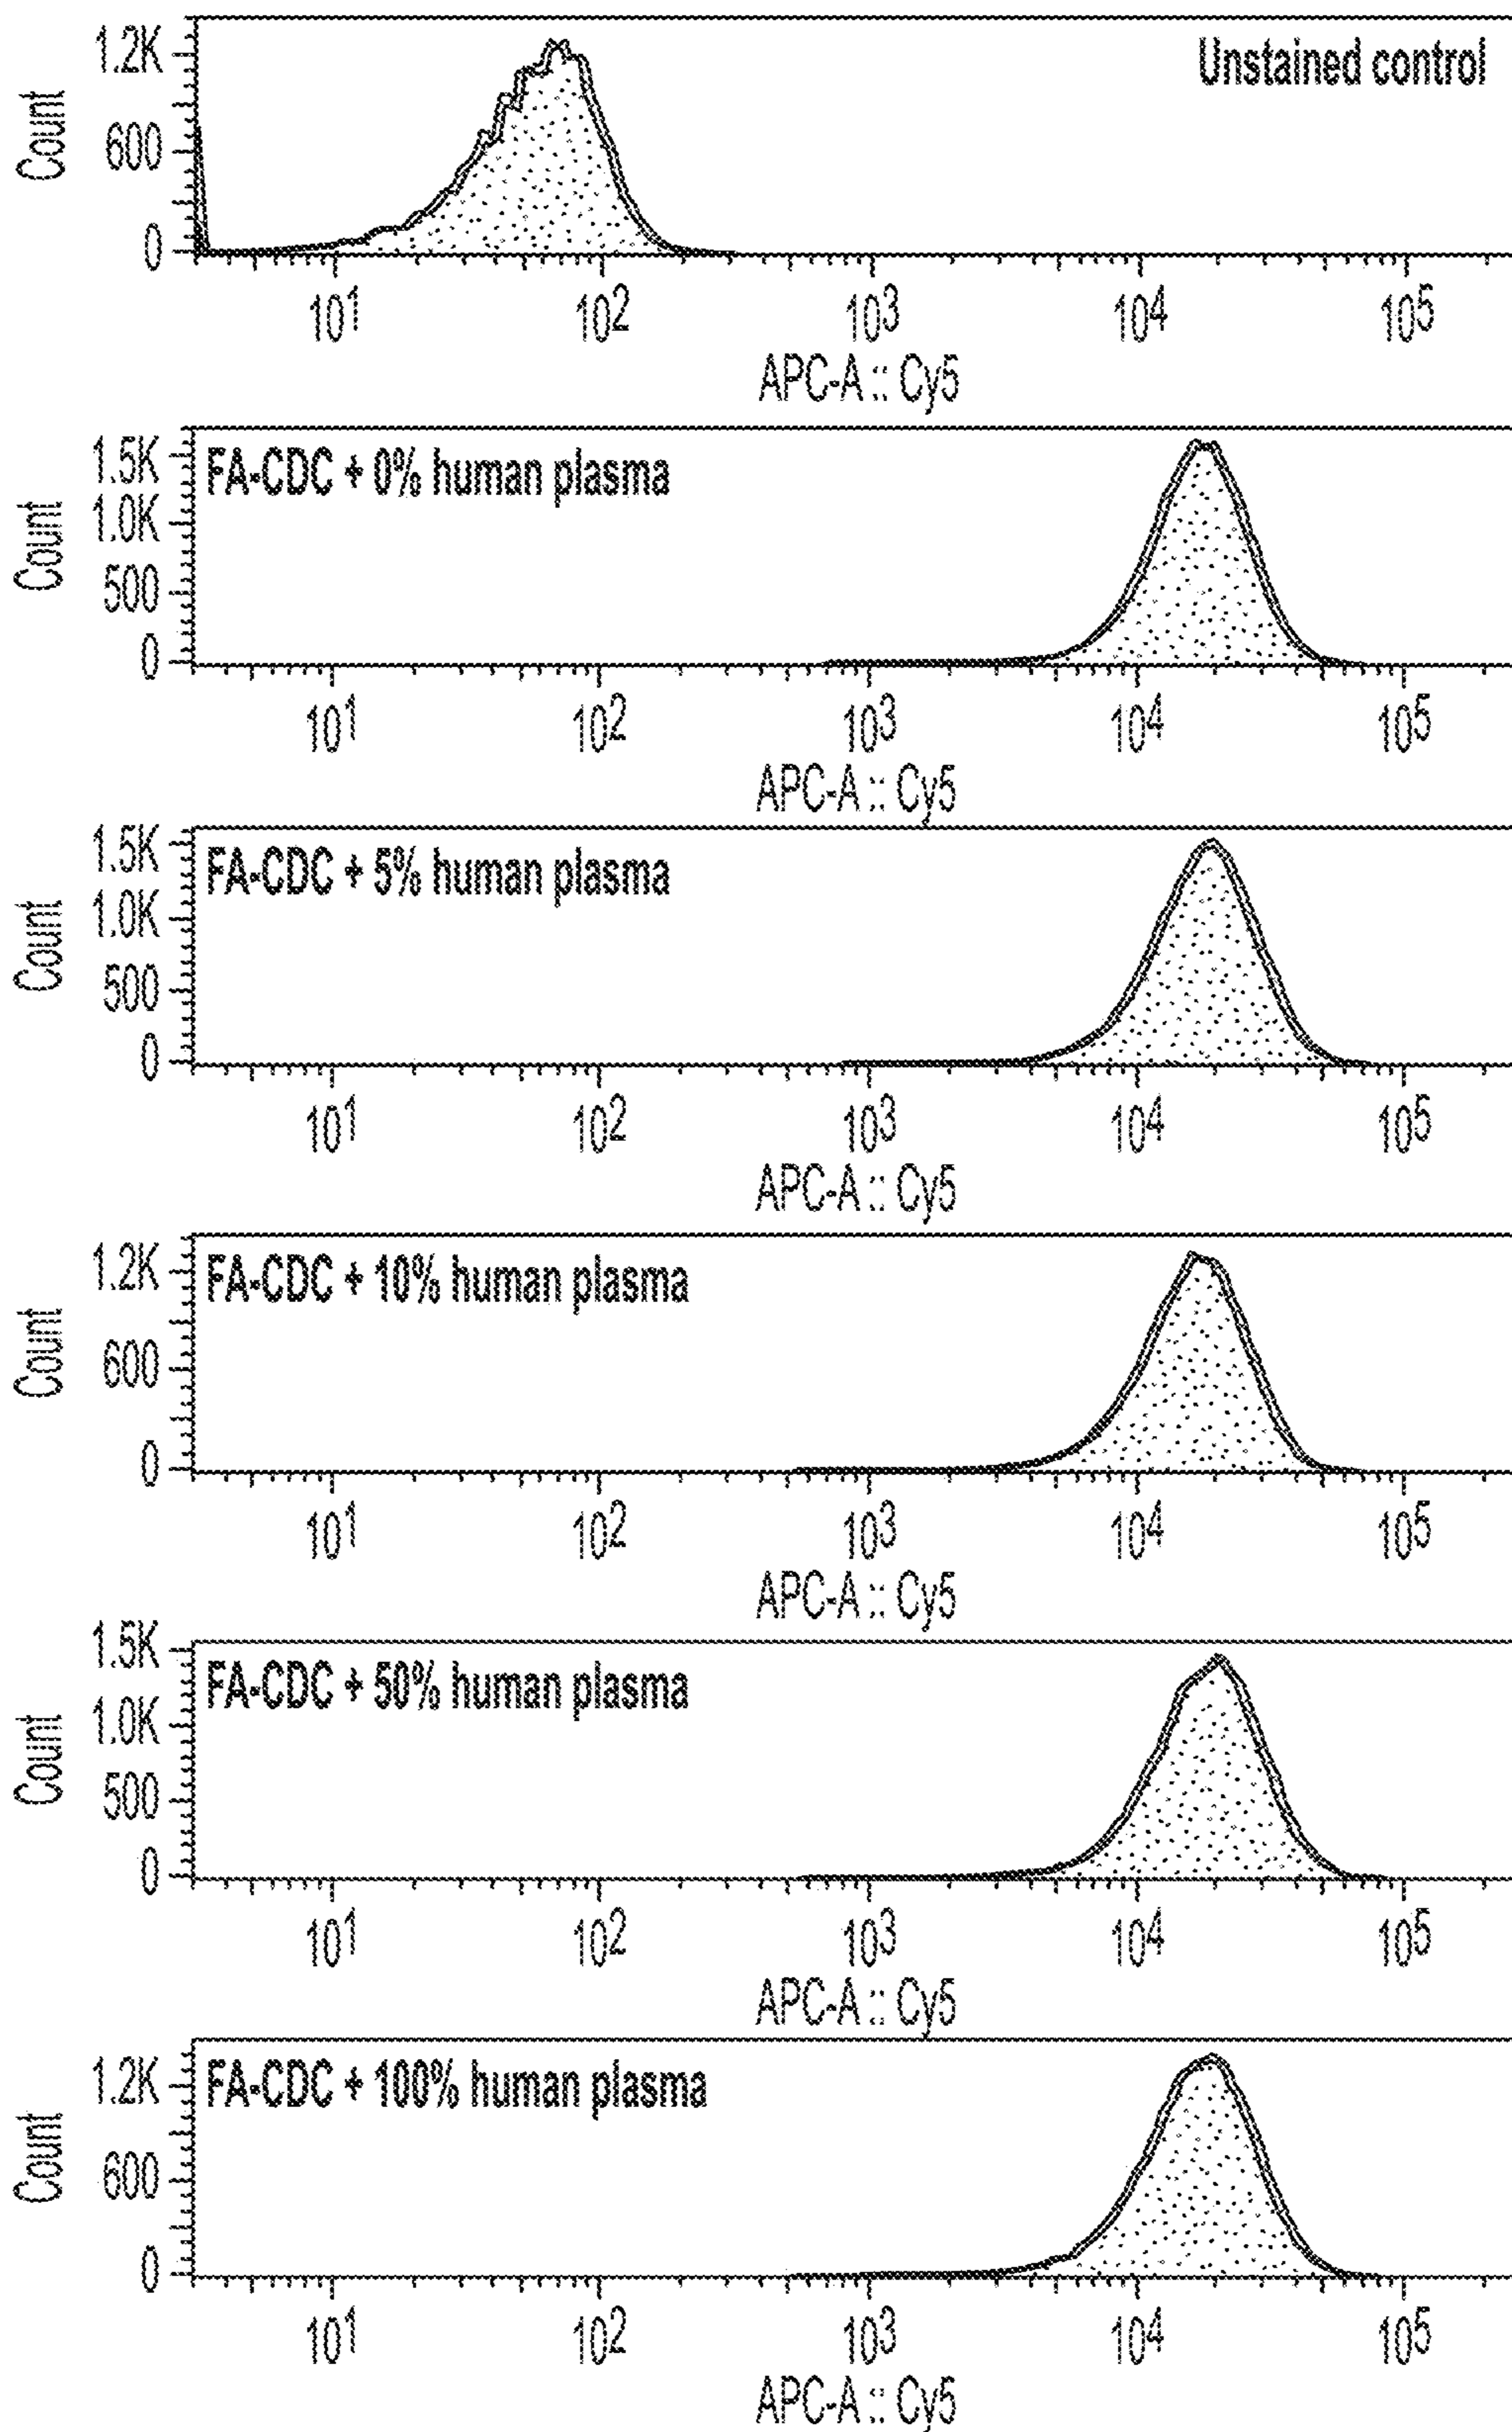 Unstained control
Count
1.2K
600
0
10¹ 10² 10³ 10⁴ 10⁵
APC-A :: Cy5
FA-CDC + 0% human plasma
Count
1.5K
1.0K
500
0
10¹ 10² 10³ 10⁴ 10⁵
APC-A :: Cy5
FA-CDC + 5% human plasma
Count
1.5K
1.0K
500
0
10¹ 10² 10³ 10⁴ 10⁵
APC-A :: Cy5
FA-CDC + 10% human plasma
Count
1.2K
600
0
10¹ 10² 10³ 10⁴ 10⁵
APC-A :: Cy5
FA-CDC + 50% human plasma
Count
1.5K
1.0K
500
0
10¹ 10² 10³ 10⁴ 10⁵
APC-A :: Cy5
FA-CDC + 100% human plasma
Count
1.2K
600
0
10¹ 10² 10³ 10⁴ 10⁵
APC-A :: Cy5